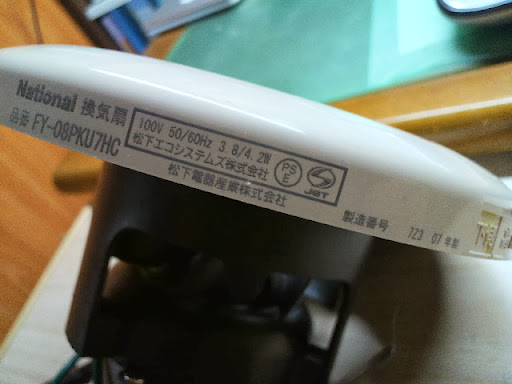 National 換気扇
品番 FY-08PKU7HC
100V 50/60Hz 3.8/4.2W
松下エコシステムズ株式会社
PS
E
JET
松下電器産業株式会社
製造番号 723 07年製